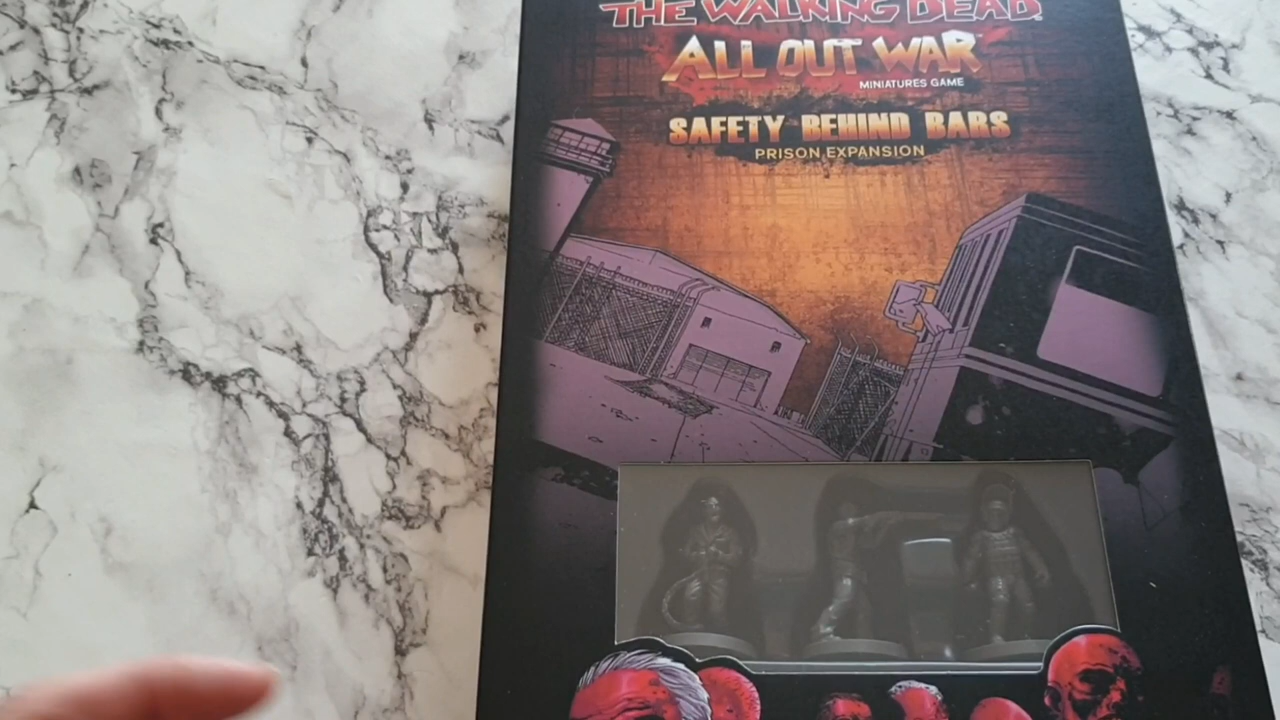 THE WALKING DEAD
ALL OUT WAR
MINIATURES GAME
SAFETY BEHIND BARS
PRISON EXPANSION